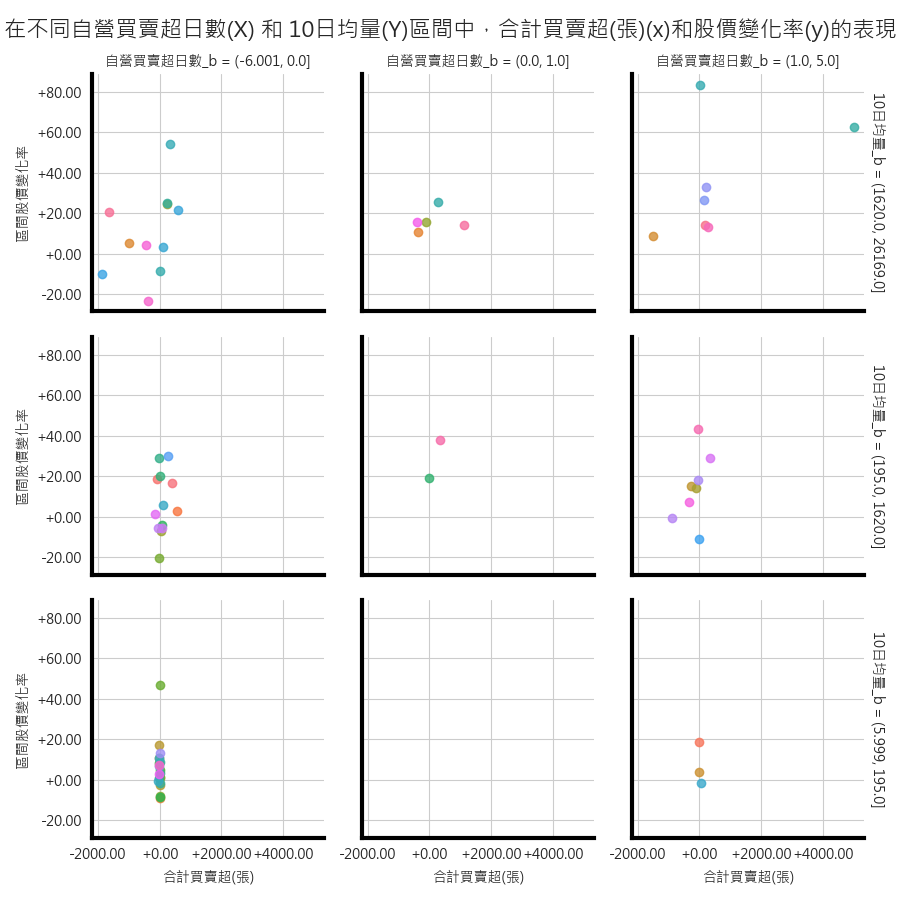 在不同自營買賣超日數(X) 和 10日均量(Y)區間中，合計買賣超(張)(x)和股價變化率(y)的表現
自營買賣超日數_b = (-6.001, 0.0]
自營買賣超日數_b = (0.0, 1.0]
自營買賣超日數_b = (1.0, 5.0]
+80.00
+60.00
+40.00
+20.00
+0.00
-20.00
區間股價變化率
10日均量_b = (1620.0, 26169.0]
+80.00
+60.00
+40.00
+20.00
+0.00
-20.00
區間股價變化率
10日均量_b = (195.0, 1620.0]
+80.00
+60.00
+40.00
+20.00
+0.00
-20.00
區間股價變化率
10日均量_b = (5.999, 195.0]
-2000.00 +0.00 +2000.00 +4000.00
-2000.00 +0.00 +2000.00 +4000.00
-2000.00 +0.00 +2000.00 +4000.00
合計買賣超(張)
合計買賣超(張)
合計買賣超(張)